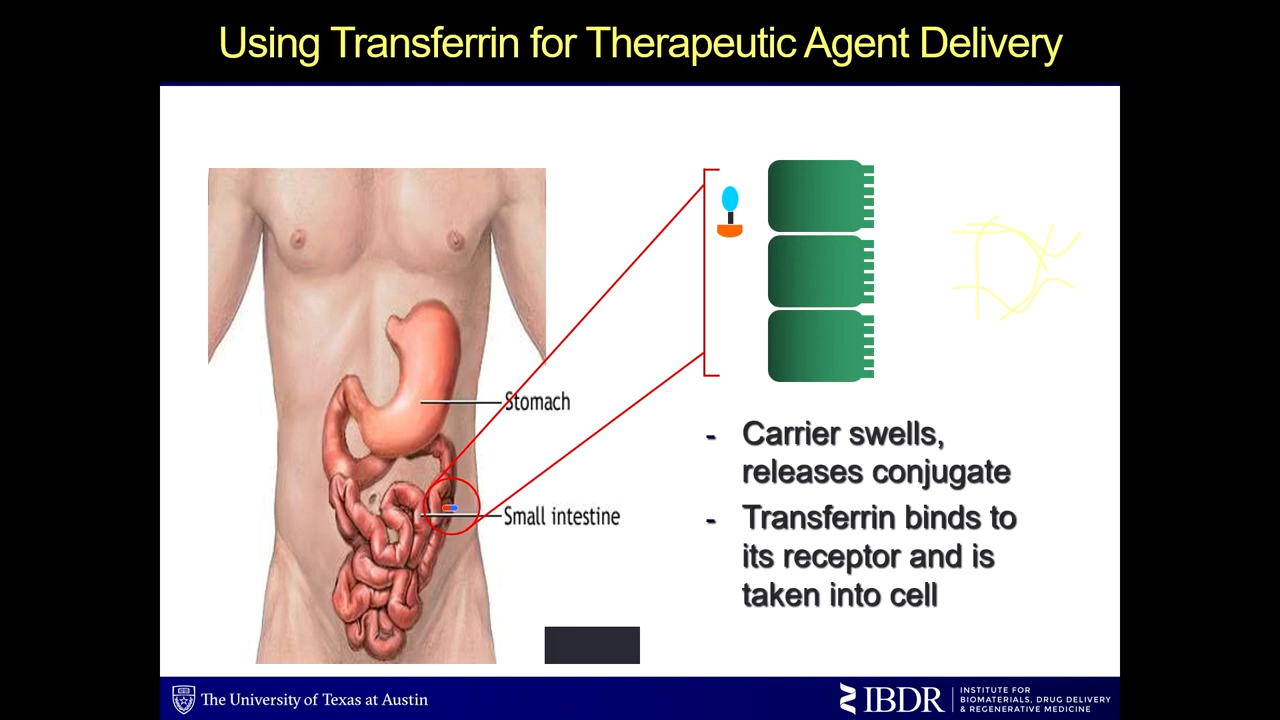 Using Transferrin for Therapeutic Agent Delivery
Stomach
Small intestine
- Carrier swells,
releases conjugate
- Transferrin binds to
its receptor and is
taken into cell
The University of Texas at Austin
IBDR
INSTITUTE FOR
BIOMATERIALS, DRUG DELIVERY
& REGENERATIVE MEDICINE